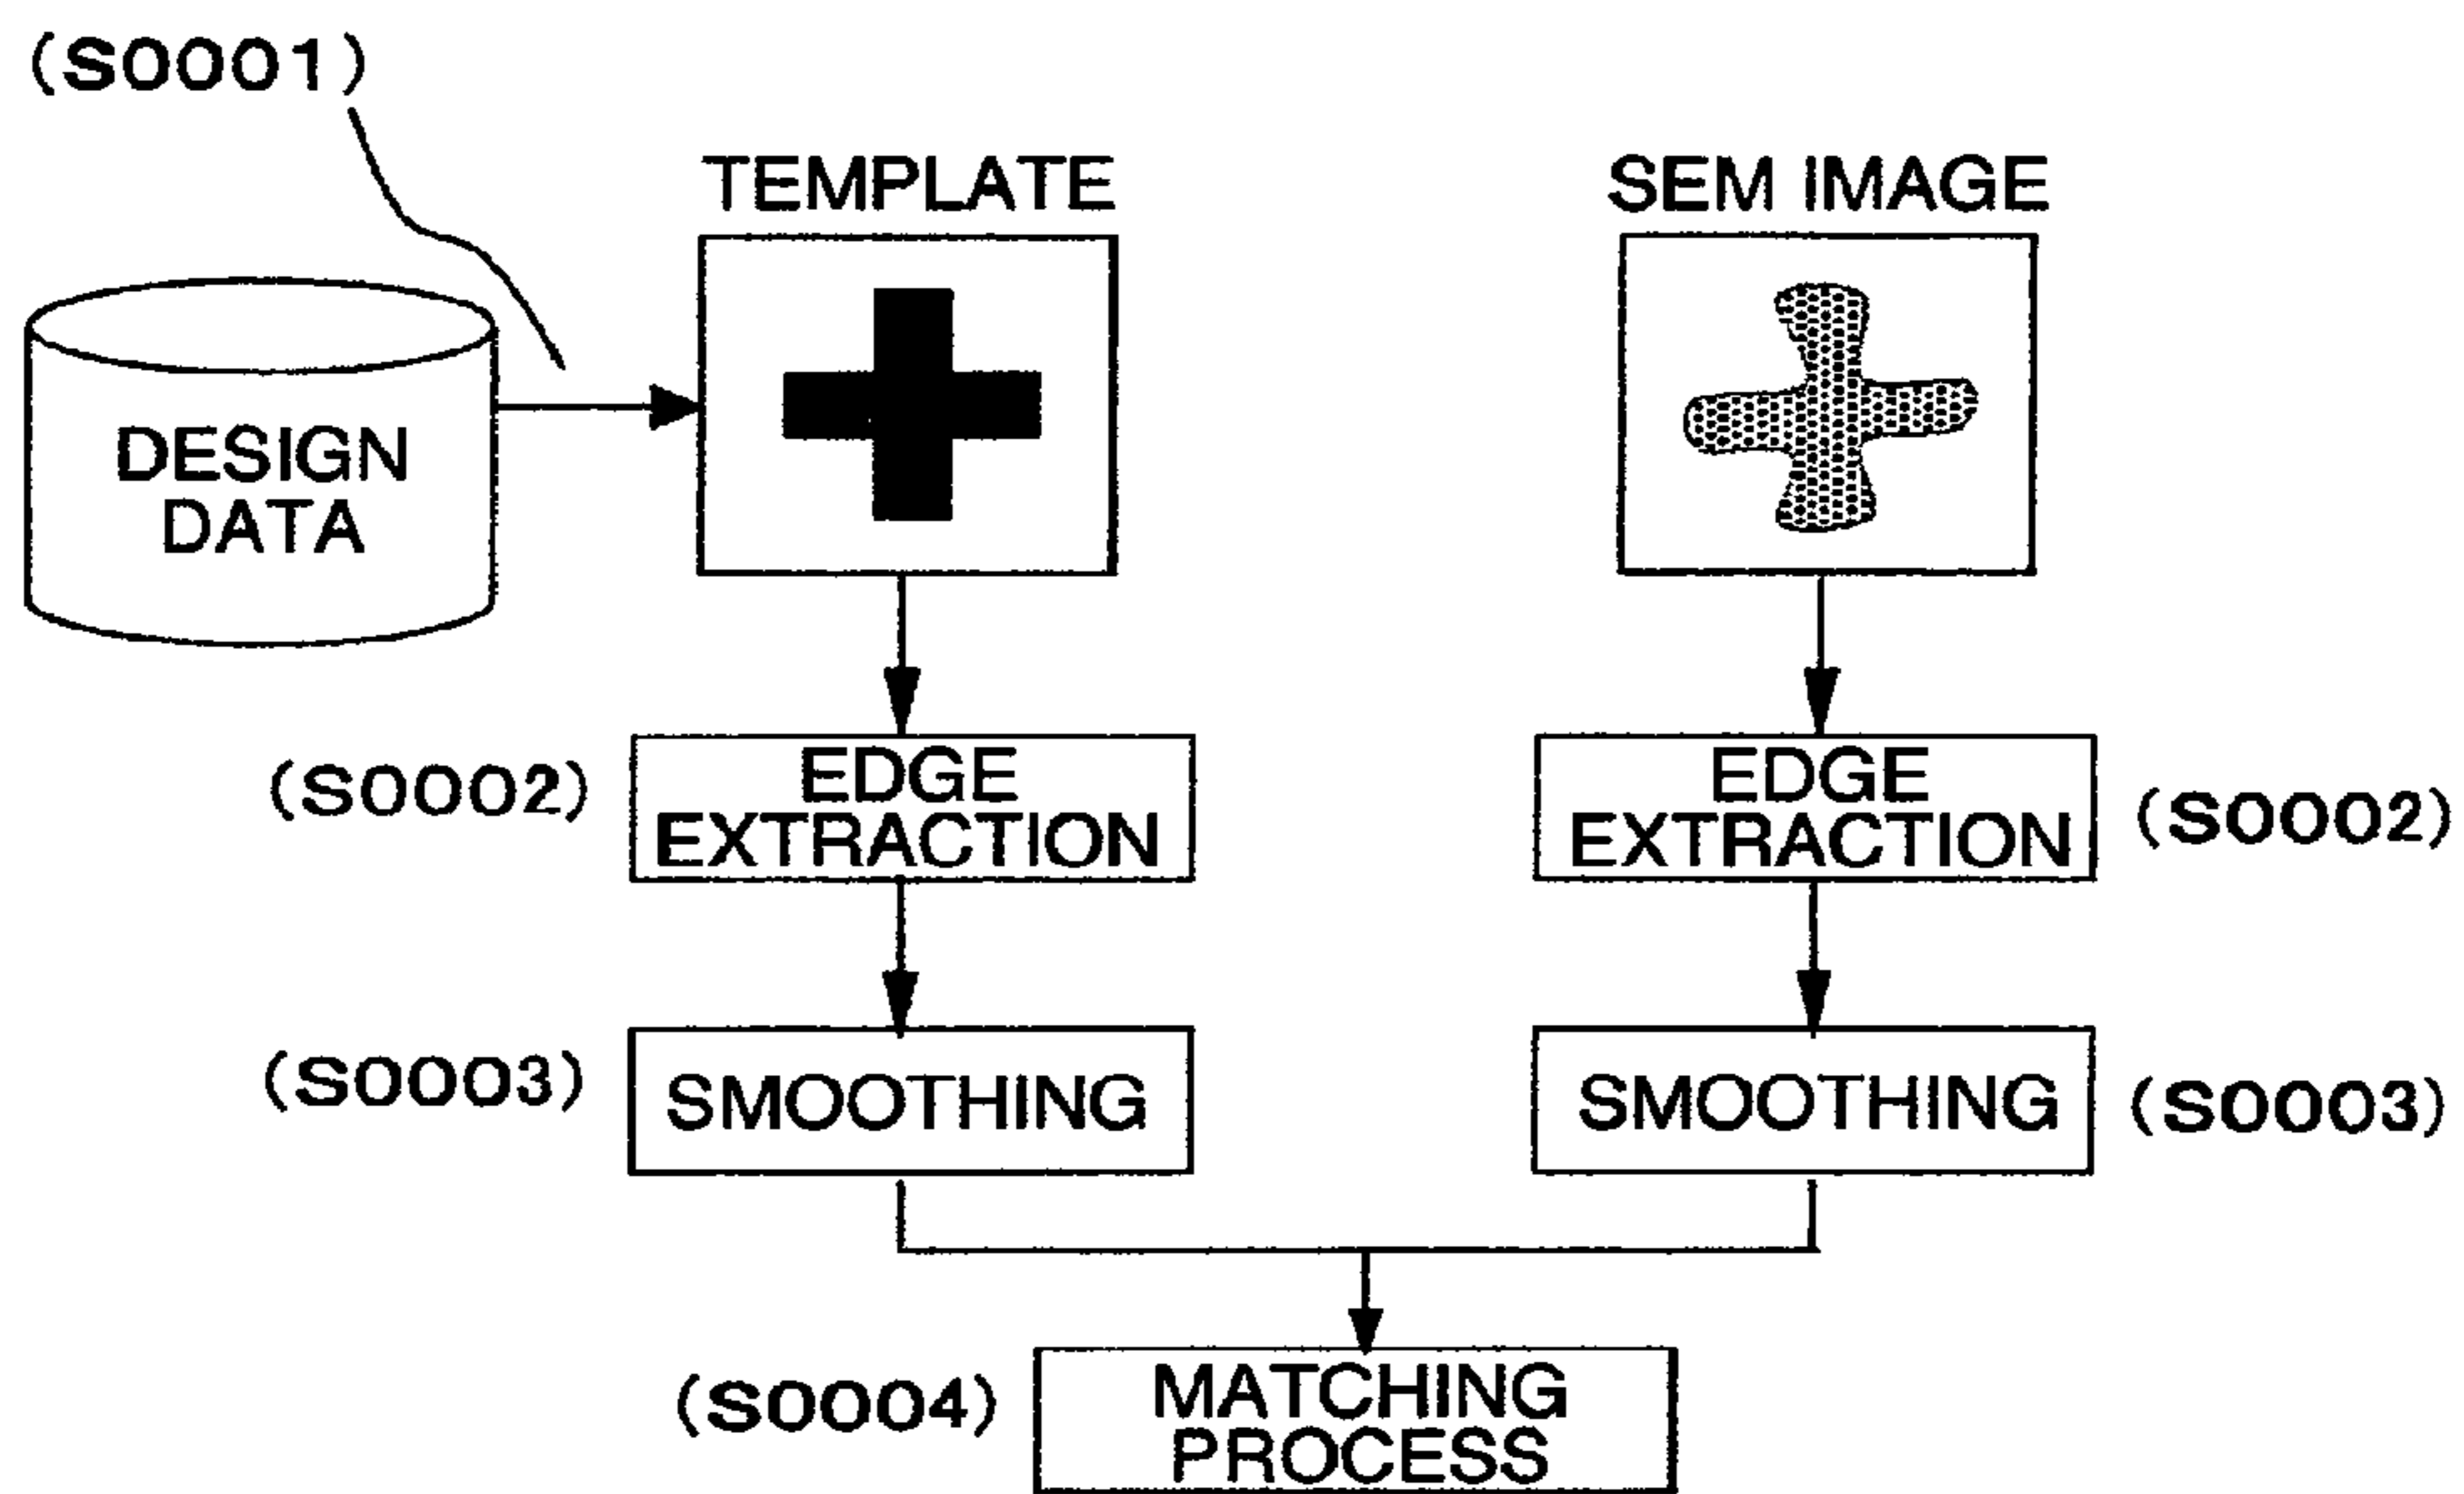 (S0001)
TEMPLATE
SEM IMAGE
DESIGN
DATA
(S0002)
EDGE
EXTRACTION
EDGE
EXTRACTION
(S0002)
(S0003)
SMOOTHING
SMOOTHING
(S0003)
(S0004)
MATCHING
PROCESS